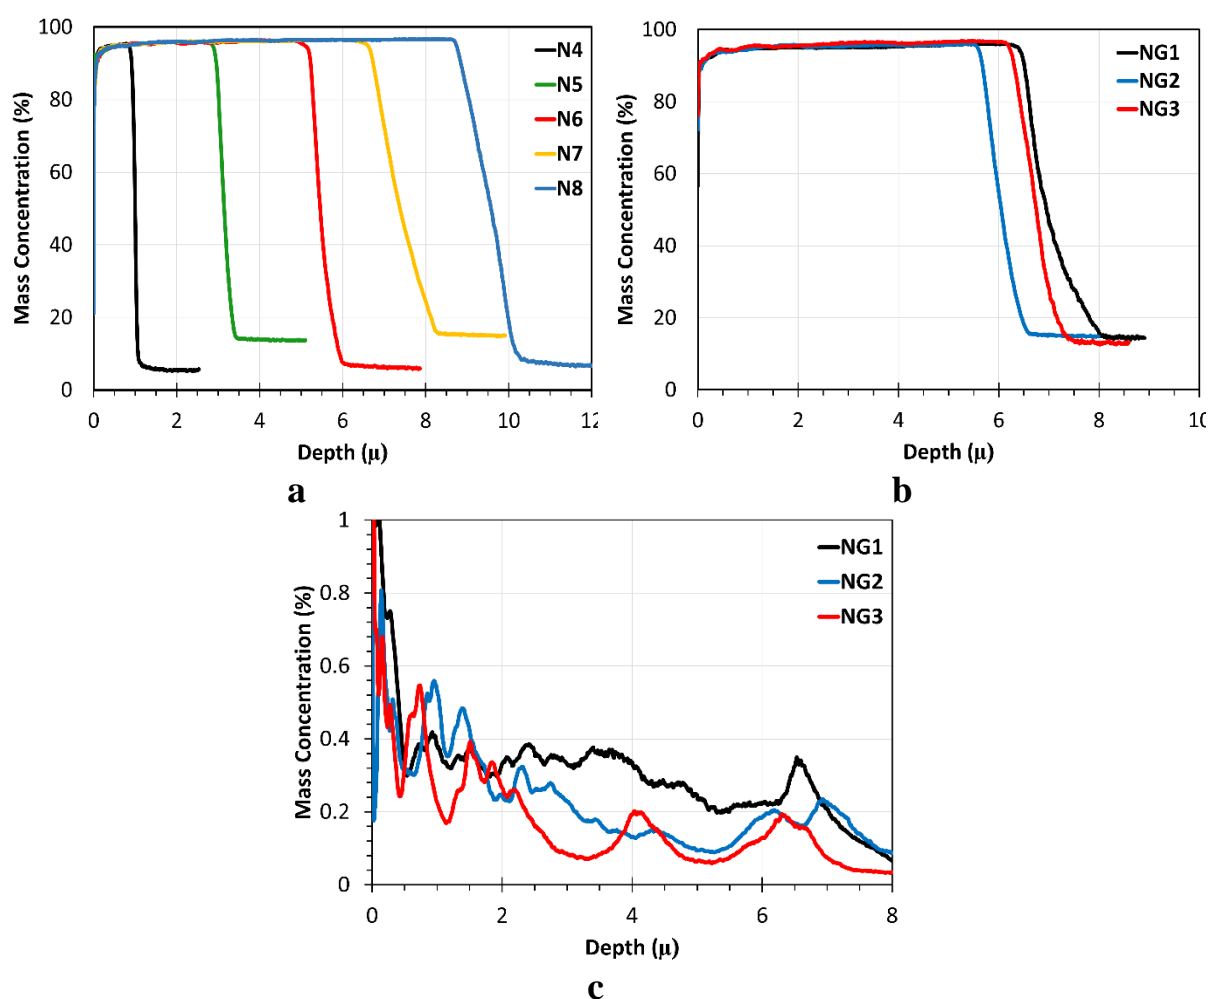 100
80
60
40
20
0
Mass Concentration (%)
0 2 4 6 8 10 12
Depth (μ)
N4
N5
N6
N7
N8
a
100
80
60
40
20
0
Mass Concentration (%)
0 2 4 6 8 10
Depth (μ)
NG1
NG2
NG3
b
1
0.8
0.6
0.4
0.2
0
Mass Concentration (%)
0 2 4 6 8
Depth (μ)
NG1
NG2
NG3
c